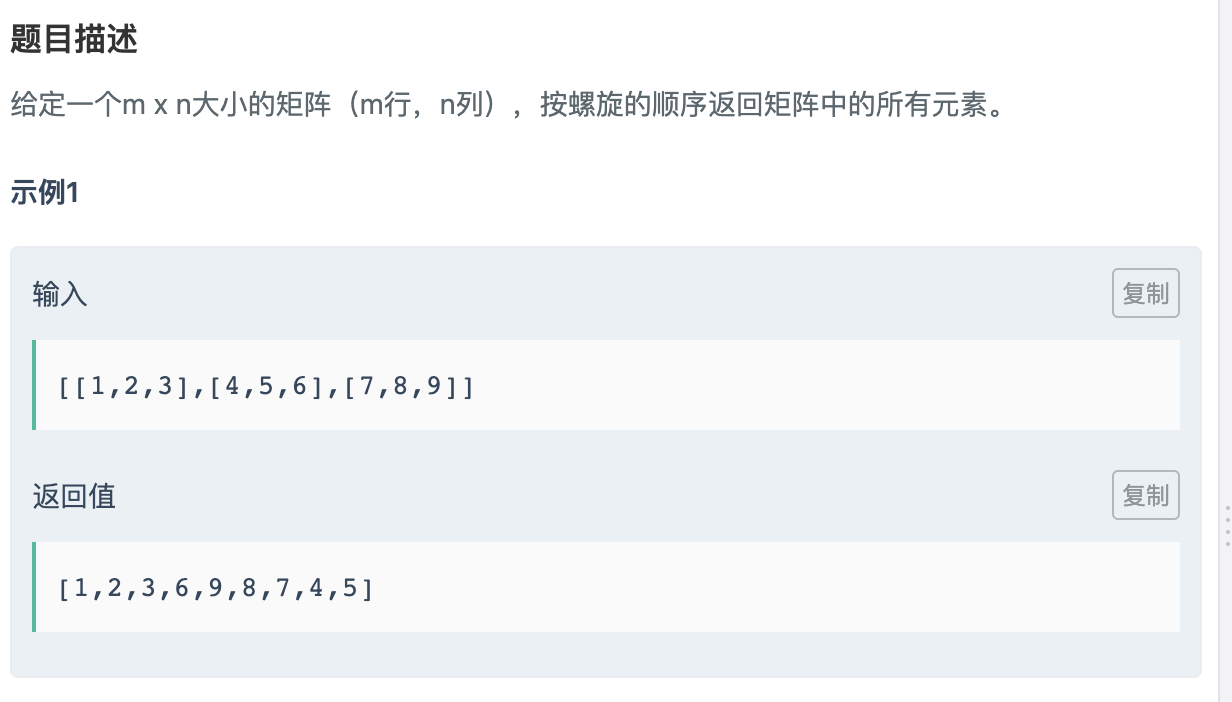 题目描述
给定一个m x n大小的矩阵（m行，n列），按螺旋的顺序返回矩阵中的所有元素。
示例1
输入
复制
[[1,2,3],[4,5,6],[7,8,9]]
返回值
复制
[1,2,3,6,9,8,7,4,5]